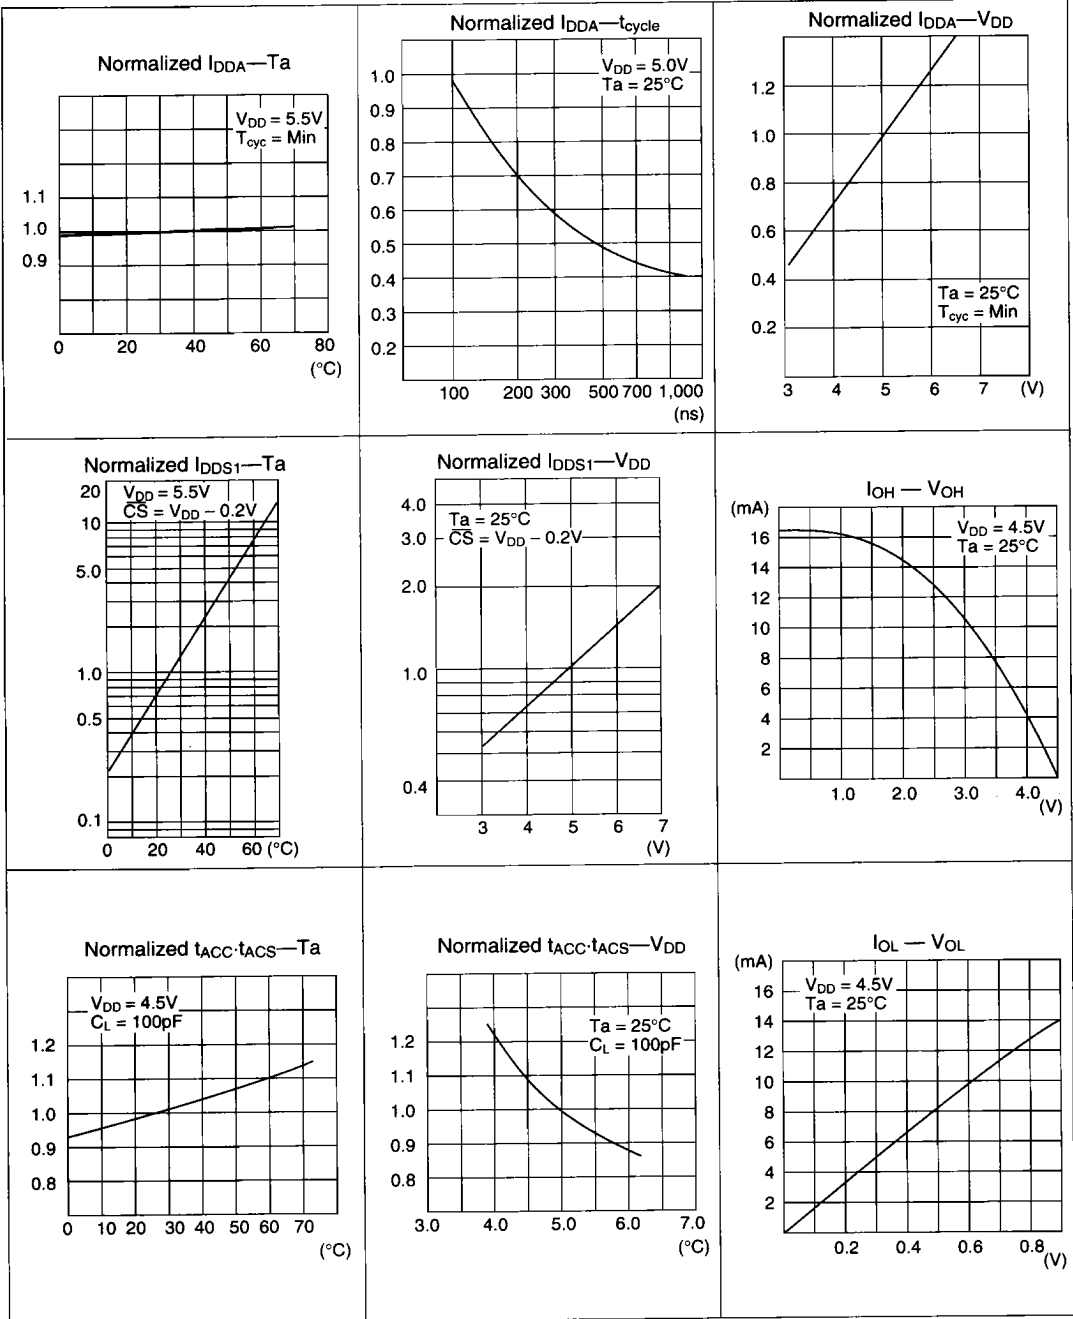 Normalized IDDA—Ta
VDD = 5.5V
Tcyc = Min
1.1
1.0
0.9
0 20 40 60 80
(°C)
Normalized IDDA—tcycle
VDD = 5.0V
Ta = 25°C
1.0
0.9
0.8
0.7
0.6
0.5
0.4
0.3
0.2
100 200 300 500 700 1,000
(ns)
Normalized IDDA—VDD
1.2
1.0
0.8
0.6
0.4
0.2
Ta = 25°C
Tcyc = Min
3 4 5 6 7 (V)
Normalized IDDS1—Ta
VDD = 5.5V
C̅S̅ = VDD – 0.2V
20
10
5.0
1.0
0.5
0.1
0 20 40 60 (°C)
Normalized IDDS1—VDD
Ta = 25°C
C̅S̅ = VDD – 0.2V
4.0
3.0
2.0
1.0
0.4
3 4 5 6 7
(V)
IOH — VOH
(mA)
VDD = 4.5V
Ta = 25°C
16
14
12
10
8
6
4
2
1.0 2.0 3.0 4.0
(V)
Normalized tACC·tACS—Ta
VDD = 4.5V
CL = 100pF
1.2
1.1
1.0
0.9
0.8
0 10 20 30 40 50 60 70
(°C)
Normalized tACC·tACS—VDD
Ta = 25°C
CL = 100pF
1.2
1.1
1.0
0.9
0.8
3.0 4.0 5.0 6.0 7.0
(°C)
IOL — VOL
(mA)
VDD = 4.5V
Ta = 25°C
16
14
12
10
8
6
4
2
0.2 0.4 0.6 0.8
(V)